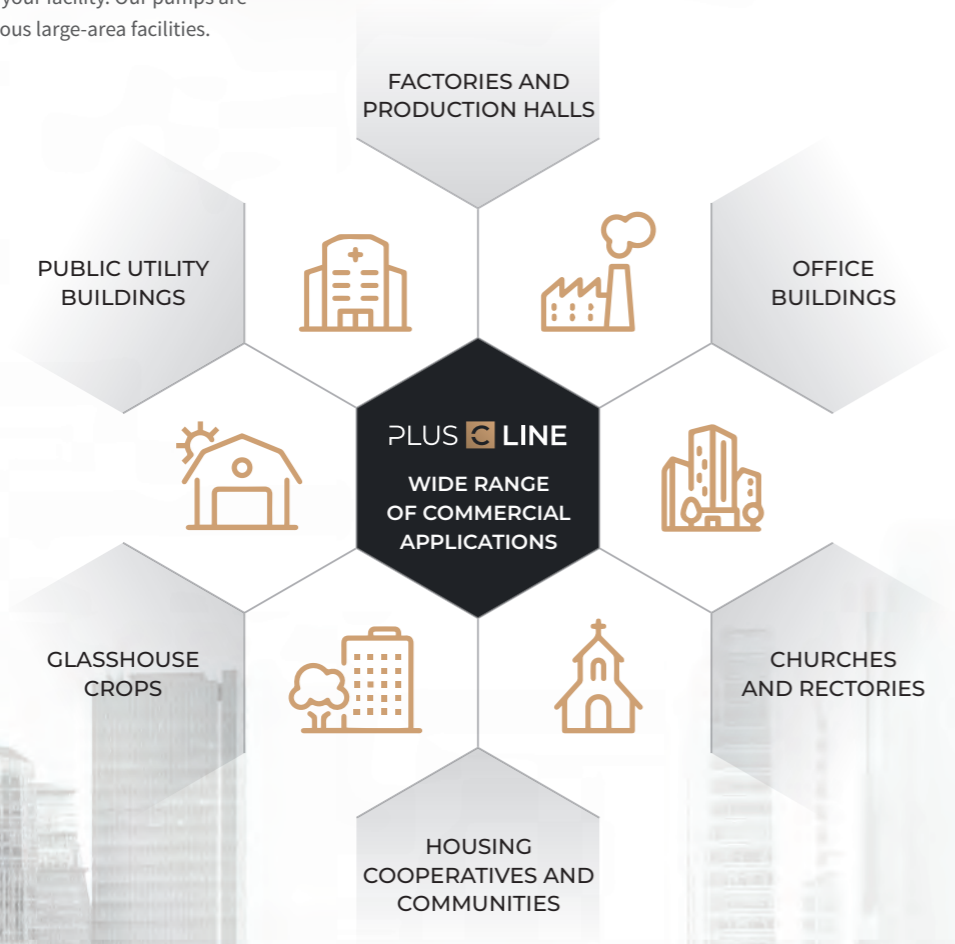 your facility. Our pumps are
ous large-area facilities.
FACTORIES AND
PRODUCTION HALLS
PUBLIC UTILITY
BUILDINGS
OFFICE
BUILDINGS
PLUS C LINE
WIDE RANGE
OF COMMERCIAL
APPLICATIONS
GLASSHOUSE
CROPS
CHURCHES
AND RECTORIES
HOUSING
COOPERATIVES AND
COMMUNITIES